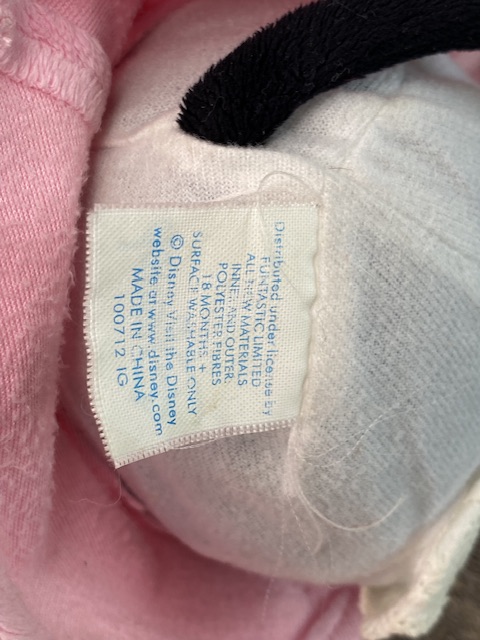 Distributed under license by
FUNTASTIC LIMITED
ALL NEW MATERIALS
INNER AND OUTER:
POLYESTER FIBRES
18 MONTHS +
SURFACE WASHABLE ONLY
© Disney Visit the Disney
website at www.disney.com
MADE IN CHINA
100712 IG